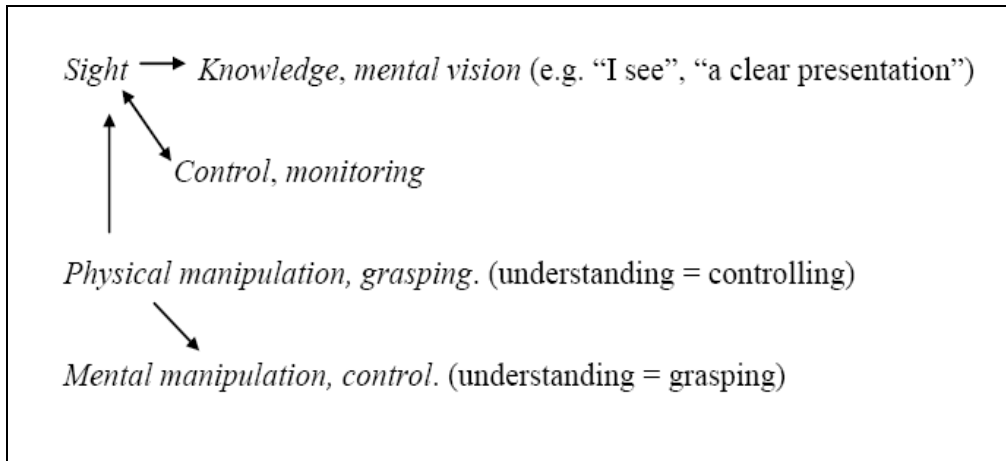 Sight Knowledge, mental vision (e.g. “I see”, “a clear presentation”)
Control, monitoring
Physical manipulation, grasping. (understanding = controlling)
Mental manipulation, control. (understanding = grasping)